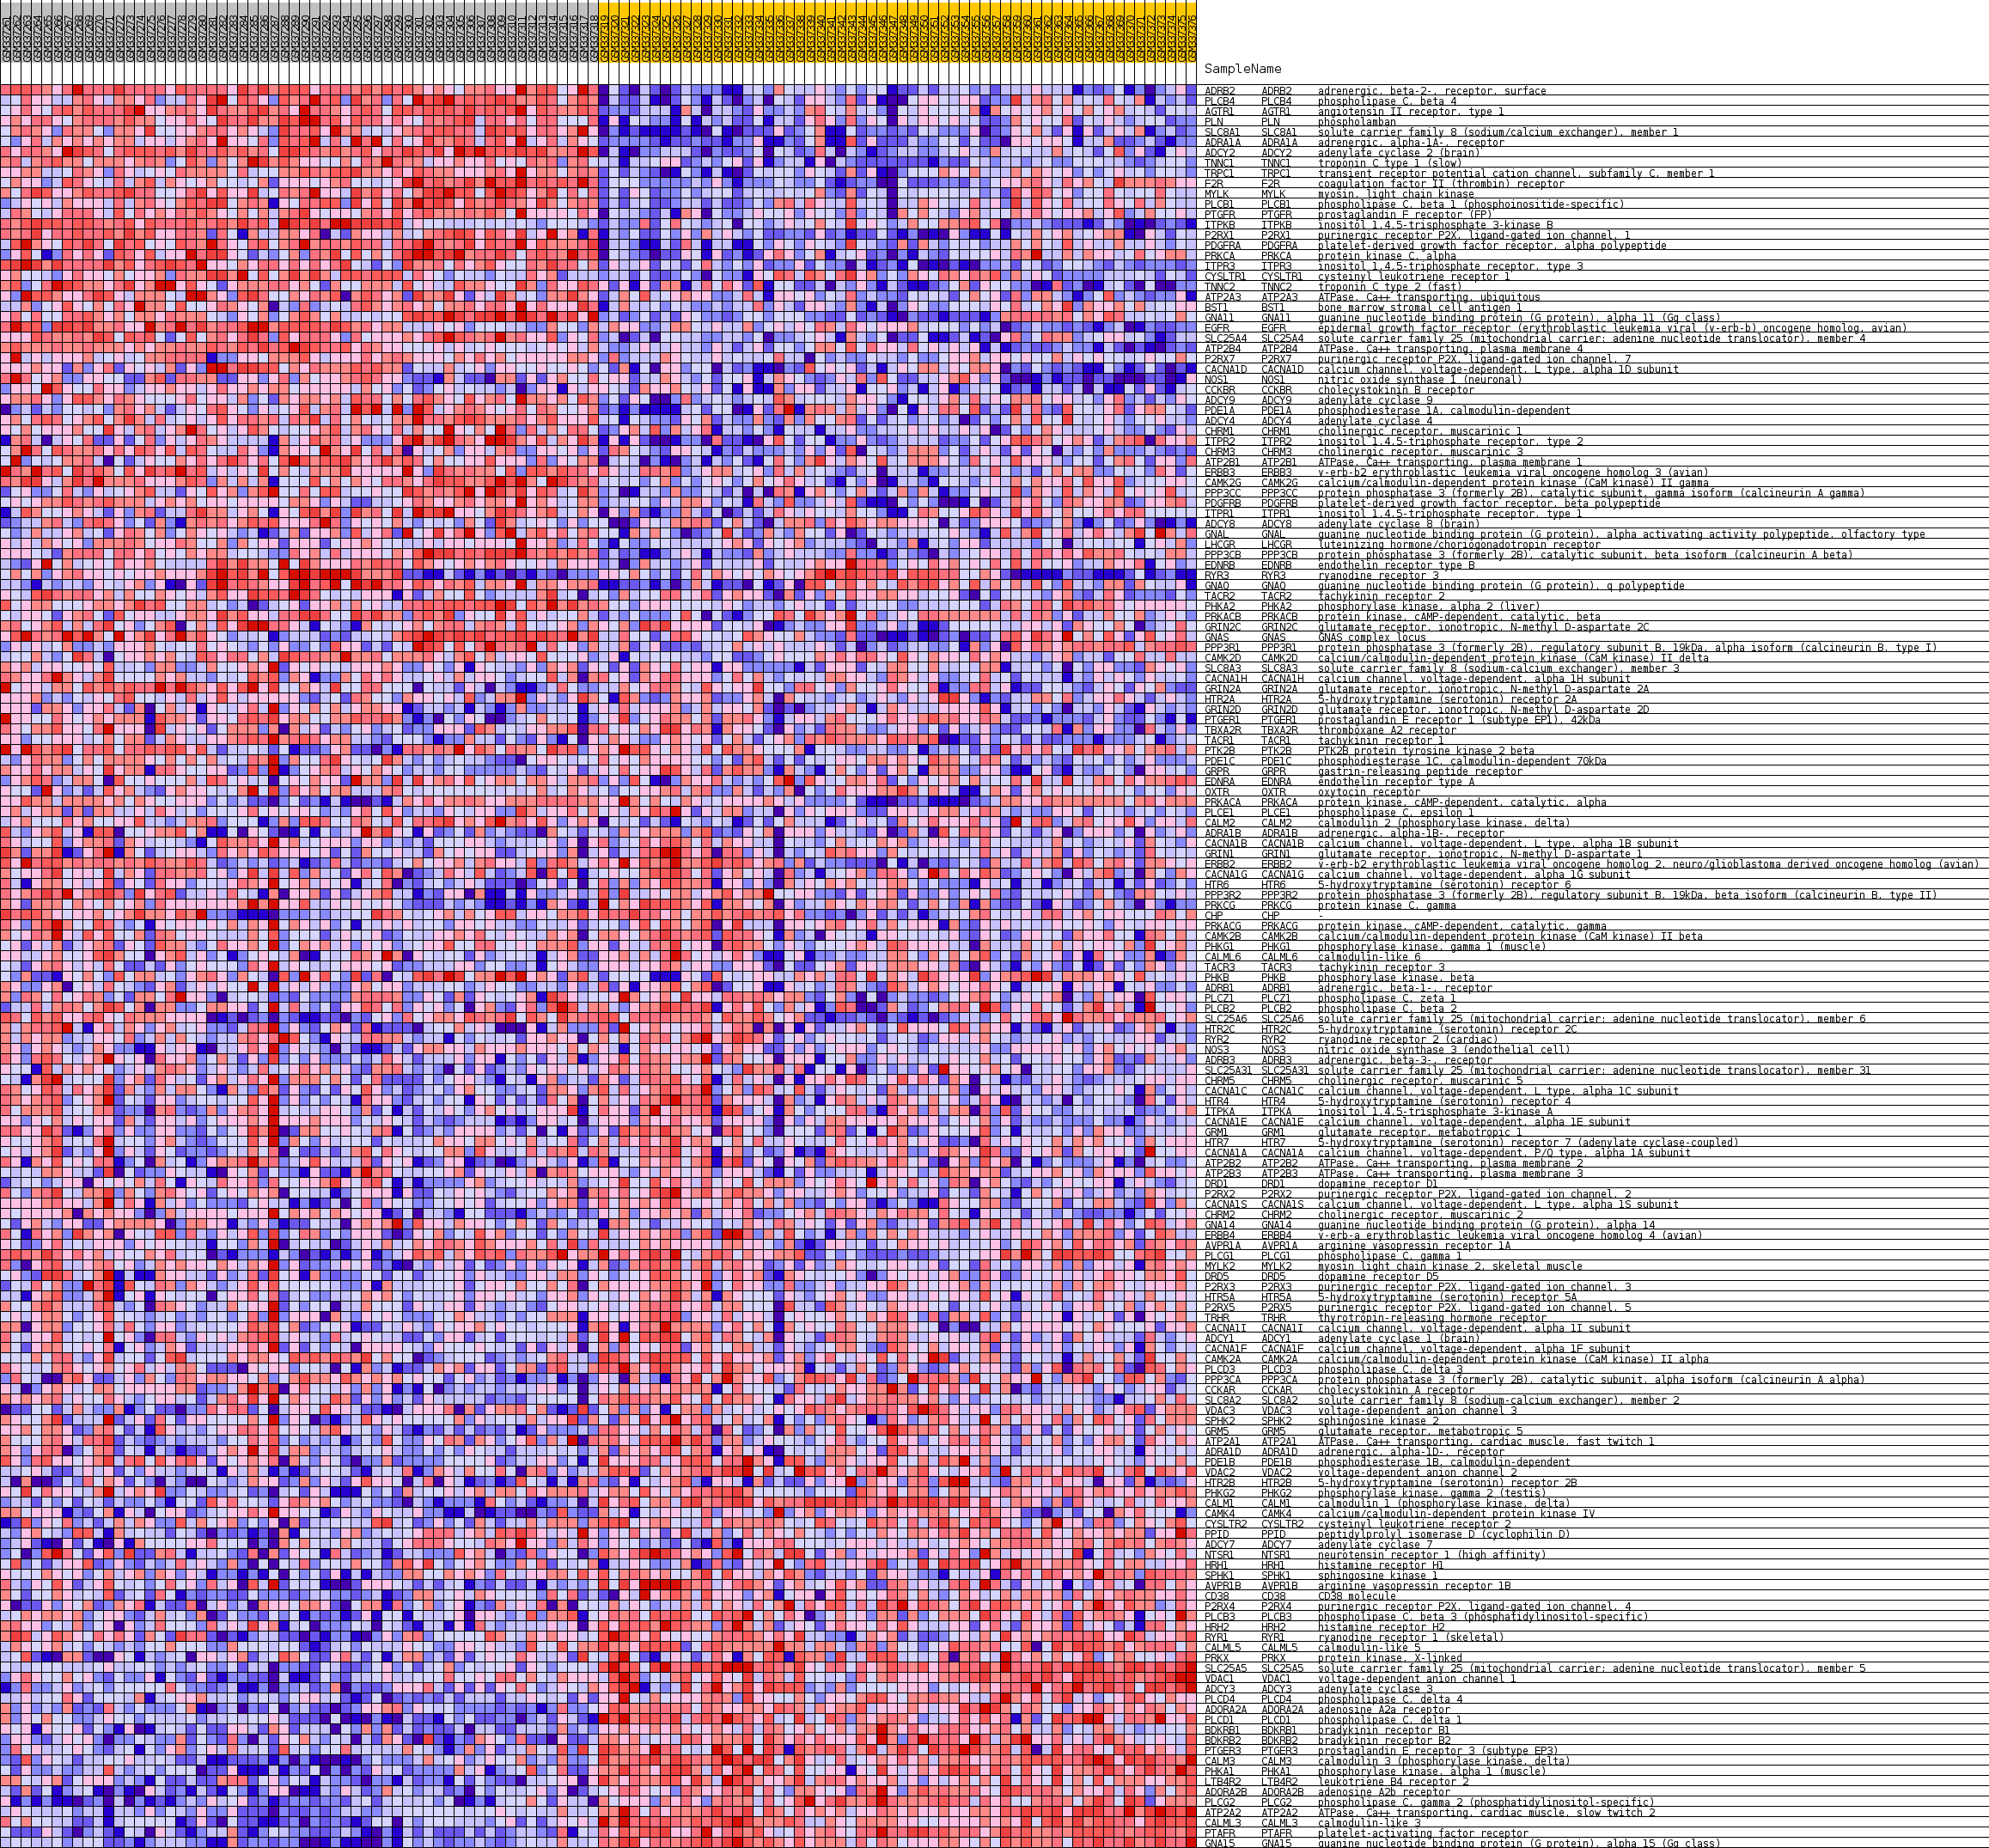 SampleName
ADRB2 ADRB2 adrenergic, beta-2-, receptor, surface
PLCB4 PLCB4 phospholipase C, beta 4
AGTR1 AGTR1 angiotensin II receptor, type 1
PLN PLN phospholamban
SLC8A1 SLC8A1 solute carrier family 8 (sodium/calcium exchanger), member 1
ADRA1A ADRA1A adrenergic, alpha-1A-, receptor
ADCY2 ADCY2 adenylate cyclase 2 (brain)
TNNC1 TNNC1 troponin C type 1 (slow)
TRPC1 TRPC1 transient receptor potential cation channel, subfamily C, member 1
F2R F2R coagulation factor II (thrombin) receptor
MYLK MYLK myosin, light chain kinase
PLCB1 PLCB1 phospholipase C, beta 1 (phosphoinositide-specific)
PTGFR PTGFR prostaglandin F receptor (FP)
ITPKB ITPKB inositol 1,4,5-trisphosphate 3-kinase B
P2RX1 P2RX1 purinergic receptor P2X, ligand-gated ion channel, 1
PDGFRA PDGFRA platelet-derived growth factor receptor, alpha polypeptide
PRKCA PRKCA protein kinase C, alpha
ITPR3 ITPR3 inositol 1,4,5-triphosphate receptor, type 3
CYSLTR1 CYSLTR1 cysteinyl leukotriene receptor 1
TNNC2 TNNC2 troponin C type 2 (fast)
ATP2A3 ATP2A3 ATPase, Ca++ transporting, ubiquitous
BST1 BST1 bone marrow stromal cell antigen 1
GNA11 GNA11 guanine nucleotide binding protein (G protein), alpha 11 (Gq class)
EGFR EGFR epidermal growth factor receptor (erythroblastic leukemia viral (v-erb-b) oncogene homolog, avian)
SLC25A4 SLC25A4 solute carrier family 25 (mitochondrial carrier; adenine nucleotide translocator), member 4
ATP2B4 ATP2B4 ATPase, Ca++ transporting, plasma membrane 4
P2RX7 P2RX7 purinergic receptor P2X, ligand-gated ion channel, 7
CACNA1D CACNA1D calcium channel, voltage-dependent, L type, alpha 1D subunit
NOS1 NOS1 nitric oxide synthase 1 (neuronal)
CCKBR CCKBR cholecystokinin B receptor
ADCY9 ADCY9 adenylate cyclase 9
PDE1A PDE1A phosphodiesterase 1A, calmodulin-dependent
ADCY4 ADCY4 adenylate cyclase 4
CHRM1 CHRM1 cholinergic receptor, muscarinic 1
ITPR2 ITPR2 inositol 1,4,5-triphosphate receptor, type 2
CHRM3 CHRM3 cholinergic receptor, muscarinic 3
ATP2B1 ATP2B1 ATPase, Ca++ transporting, plasma membrane 1
ERBB3 ERBB3 v-erb-b2 erythroblastic leukemia viral oncogene homolog 3 (avian)
CAMK2G CAMK2G calcium/calmodulin-dependent protein kinase (CaM kinase) II gamma
PPP3CC PPP3CC protein phosphatase 3 (formerly 2B), catalytic subunit, gamma isoform (calcineurin A gamma)
PDGFRB PDGFRB platelet-derived growth factor receptor, beta polypeptide
ITPR1 ITPR1 inositol 1,4,5-triphosphate receptor, type 1
ADCY8 ADCY8 adenylate cyclase 8 (brain)
GNAL GNAL guanine nucleotide binding protein (G protein), alpha activating activity polypeptide, olfactory type
LHCGR LHCGR luteinizing hormone/choriogonadotropin receptor
PPP3CB PPP3CB protein phosphatase 3 (formerly 2B), catalytic subunit, beta isoform (calcineurin A beta)
EDNRB EDNRB endothelin receptor type B
RYR3 RYR3 ryanodine receptor 3
GNAQ GNAQ guanine nucleotide binding protein (G protein), q polypeptide
TACR2 TACR2 tachykinin receptor 2
PHKA2 PHKA2 phosphorylase kinase, alpha 2 (liver)
PRKACB PRKACB protein kinase, cAMP-dependent, catalytic, beta
GRIN2C GRIN2C glutamate receptor, ionotropic, N-methyl D-aspartate 2C
GNAS GNAS GNAS complex locus
PPP3R1 PPP3R1 protein phosphatase 3 (formerly 2B), regulatory subunit B, 19kDa, alpha isoform (calcineurin B, type I)
CAMK2D CAMK2D calcium/calmodulin-dependent protein kinase (CaM kinase) II delta
SLC8A3 SLC8A3 solute carrier family 8 (sodium-calcium exchanger), member 3
CACNA1H CACNA1H calcium channel, voltage-dependent, alpha 1H subunit
GRIN2A GRIN2A glutamate receptor, ionotropic, N-methyl D-aspartate 2A
HTR2A HTR2A 5-hydroxytryptamine (serotonin) receptor 2A
GRIN2D GRIN2D glutamate receptor, ionotropic, N-methyl D-aspartate 2D
PTGER1 PTGER1 prostaglandin E receptor 1 (subtype EP1), 42kDa
TBXA2R TBXA2R thromboxane A2 receptor
TACR1 TACR1 tachykinin receptor 1
PTK2B PTK2B PTK2B protein tyrosine kinase 2 beta
PDE1C PDE1C phosphodiesterase 1C, calmodulin-dependent 70kDa
GRPR GRPR gastrin-releasing peptide receptor
EDNRA EDNRA endothelin receptor type A
OXTR OXTR oxytocin receptor
PRKACA PRKACA protein kinase, cAMP-dependent, catalytic, alpha
PLCE1 PLCE1 phospholipase C, epsilon 1
CALM2 CALM2 calmodulin 2 (phosphorylase kinase, delta)
ADRA1B ADRA1B adrenergic, alpha-1B-, receptor
CACNA1B CACNA1B calcium channel, voltage-dependent, L type, alpha 1B subunit
GRIN1 GRIN1 glutamate receptor, ionotropic, N-methyl D-aspartate 1
ERBB2 ERBB2 v-erb-b2 erythroblastic leukemia viral oncogene homolog 2, neuro/glioblastoma derived oncogene homolog (avian)
CACNA1G CACNA1G calcium channel, voltage-dependent, alpha 1G subunit
HTR6 HTR6 5-hydroxytryptamine (serotonin) receptor 6
PPP3R2 PPP3R2 protein phosphatase 3 (formerly 2B), regulatory subunit B, 19kDa, beta isoform (calcineurin B, type II)
PRKCG PRKCG protein kinase C, gamma
CHP CHP -
PRKACG PRKACG protein kinase, cAMP-dependent, catalytic, gamma
CAMK2B CAMK2B calcium/calmodulin-dependent protein kinase (CaM kinase) II beta
PHKG1 PHKG1 phosphorylase kinase, gamma 1 (muscle)
CALML6 CALML6 calmodulin-like 6
TACR3 TACR3 tachykinin receptor 3
PHKB PHKB phosphorylase kinase, beta
ADRB1 ADRB1 adrenergic, beta-1-, receptor
PLCZ1 PLCZ1 phospholipase C, zeta 1
PLCB2 PLCB2 phospholipase C, beta 2
SLC25A6 SLC25A6 solute carrier family 25 (mitochondrial carrier; adenine nucleotide translocator), member 6
HTR2C HTR2C 5-hydroxytryptamine (serotonin) receptor 2C
RYR2 RYR2 ryanodine receptor 2 (cardiac)
NOS3 NOS3 nitric oxide synthase 3 (endothelial cell)
ADRB3 ADRB3 adrenergic, beta-3-, receptor
SLC25A31 SLC25A31 solute carrier family 25 (mitochondrial carrier; adenine nucleotide translocator), member 31
CHRM5 CHRM5 cholinergic receptor, muscarinic 5
CACNA1C CACNA1C calcium channel, voltage-dependent, L type, alpha 1C subunit
HTR4 HTR4 5-hydroxytryptamine (serotonin) receptor 4
ITPKA ITPKA inositol 1,4,5-trisphosphate 3-kinase A
CACNA1E CACNA1E calcium channel, voltage-dependent, alpha 1E subunit
GRM1 GRM1 glutamate receptor, metabotropic 1
HTR7 HTR7 5-hydroxytryptamine (serotonin) receptor 7 (adenylate cyclase-coupled)
CACNA1A CACNA1A calcium channel, voltage-dependent, P/Q type, alpha 1A subunit
ATP2B2 ATP2B2 ATPase, Ca++ transporting, plasma membrane 2
ATP2B3 ATP2B3 ATPase, Ca++ transporting, plasma membrane 3
DRD1 DRD1 dopamine receptor D1
P2RX2 P2RX2 purinergic receptor P2X, ligand-gated ion channel, 2
CACNA1S CACNA1S calcium channel, voltage-dependent, L type, alpha 1S subunit
CHRM2 CHRM2 cholinergic receptor, muscarinic 2
GNA14 GNA14 guanine nucleotide binding protein (G protein), alpha 14
ERBB4 ERBB4 v-erb-a erythroblastic leukemia viral oncogene homolog 4 (avian)
AVPR1A AVPR1A arginine vasopressin receptor 1A
PLCG1 PLCG1 phospholipase C, gamma 1
MYLK2 MYLK2 myosin light chain kinase 2, skeletal muscle
DRD5 DRD5 dopamine receptor D5
P2RX3 P2RX3 purinergic receptor P2X, ligand-gated ion channel, 3
HTR5A HTR5A 5-hydroxytryptamine (serotonin) receptor 5A
P2RX5 P2RX5 purinergic receptor P2X, ligand-gated ion channel, 5
TRHR TRHR thyrotropin-releasing hormone receptor
CACNA1I CACNA1I calcium channel, voltage-dependent, alpha 1I subunit
ADCY1 ADCY1 adenylate cyclase 1 (brain)
CACNA1F CACNA1F calcium channel, voltage-dependent, alpha 1F subunit
CAMK2A CAMK2A calcium/calmodulin-dependent protein kinase (CaM kinase) II alpha
PLCD3 PLCD3 phospholipase C, delta 3
PPP3CA PPP3CA protein phosphatase 3 (formerly 2B), catalytic subunit, alpha isoform (calcineurin A alpha)
CCKAR CCKAR cholecystokinin A receptor
SLC8A2 SLC8A2 solute carrier family 8 (sodium-calcium exchanger), member 2
VDAC3 VDAC3 voltage-dependent anion channel 3
SPHK2 SPHK2 sphingosine kinase 2
GRM5 GRM5 glutamate receptor, metabotropic 5
ATP2A1 ATP2A1 ATPase, Ca++ transporting, cardiac muscle, fast twitch 1
ADRA1D ADRA1D adrenergic, alpha-1D-, receptor
PDE1B PDE1B phosphodiesterase 1B, calmodulin-dependent
VDAC2 VDAC2 voltage-dependent anion channel 2
HTR2B HTR2B 5-hydroxytryptamine (serotonin) receptor 2B
PHKG2 PHKG2 phosphorylase kinase, gamma 2 (testis)
CALM1 CALM1 calmodulin 1 (phosphorylase kinase, delta)
CAMK4 CAMK4 calcium/calmodulin-dependent protein kinase IV
CYSLTR2 CYSLTR2 cysteinyl leukotriene receptor 2
PPID PPID peptidylprolyl isomerase D (cyclophilin D)
ADCY7 ADCY7 adenylate cyclase 7
NTSR1 NTSR1 neurotensin receptor 1 (high affinity)
HRH1 HRH1 histamine receptor H1
SPHK1 SPHK1 sphingosine kinase 1
AVPR1B AVPR1B arginine vasopressin receptor 1B
CD38 CD38 CD38 molecule
P2RX4 P2RX4 purinergic receptor P2X, ligand-gated ion channel, 4
PLCB3 PLCB3 phospholipase C, beta 3 (phosphatidylinositol-specific)
HRH2 HRH2 histamine receptor H2
RYR1 RYR1 ryanodine receptor 1 (skeletal)
CALML5 CALML5 calmodulin-like 5
PRKX PRKX protein kinase, X-linked
SLC25A5 SLC25A5 solute carrier family 25 (mitochondrial carrier; adenine nucleotide translocator), member 5
VDAC1 VDAC1 voltage-dependent anion channel 1
ADCY3 ADCY3 adenylate cyclase 3
PLCD4 PLCD4 phospholipase C, delta 4
ADORA2A ADORA2A adenosine A2a receptor
PLCD1 PLCD1 phospholipase C, delta 1
BDKRB1 BDKRB1 bradykinin receptor B1
BDKRB2 BDKRB2 bradykinin receptor B2
PTGER3 PTGER3 prostaglandin E receptor 3 (subtype EP3)
CALM3 CALM3 calmodulin 3 (phosphorylase kinase, delta)
PHKA1 PHKA1 phosphorylase kinase, alpha 1 (muscle)
LTB4R2 LTB4R2 leukotriene B4 receptor 2
ADORA2B ADORA2B adenosine A2b receptor
PLCG2 PLCG2 phospholipase C, gamma 2 (phosphatidylinositol-specific)
ATP2A2 ATP2A2 ATPase, Ca++ transporting, cardiac muscle, slow twitch 2
CALML3 CALML3 calmodulin-like 3
PTAFR PTAFR platelet-activating factor receptor
GNA15 GNA15 guanine nucleotide binding protein (G protein), alpha 15 (Gq class)